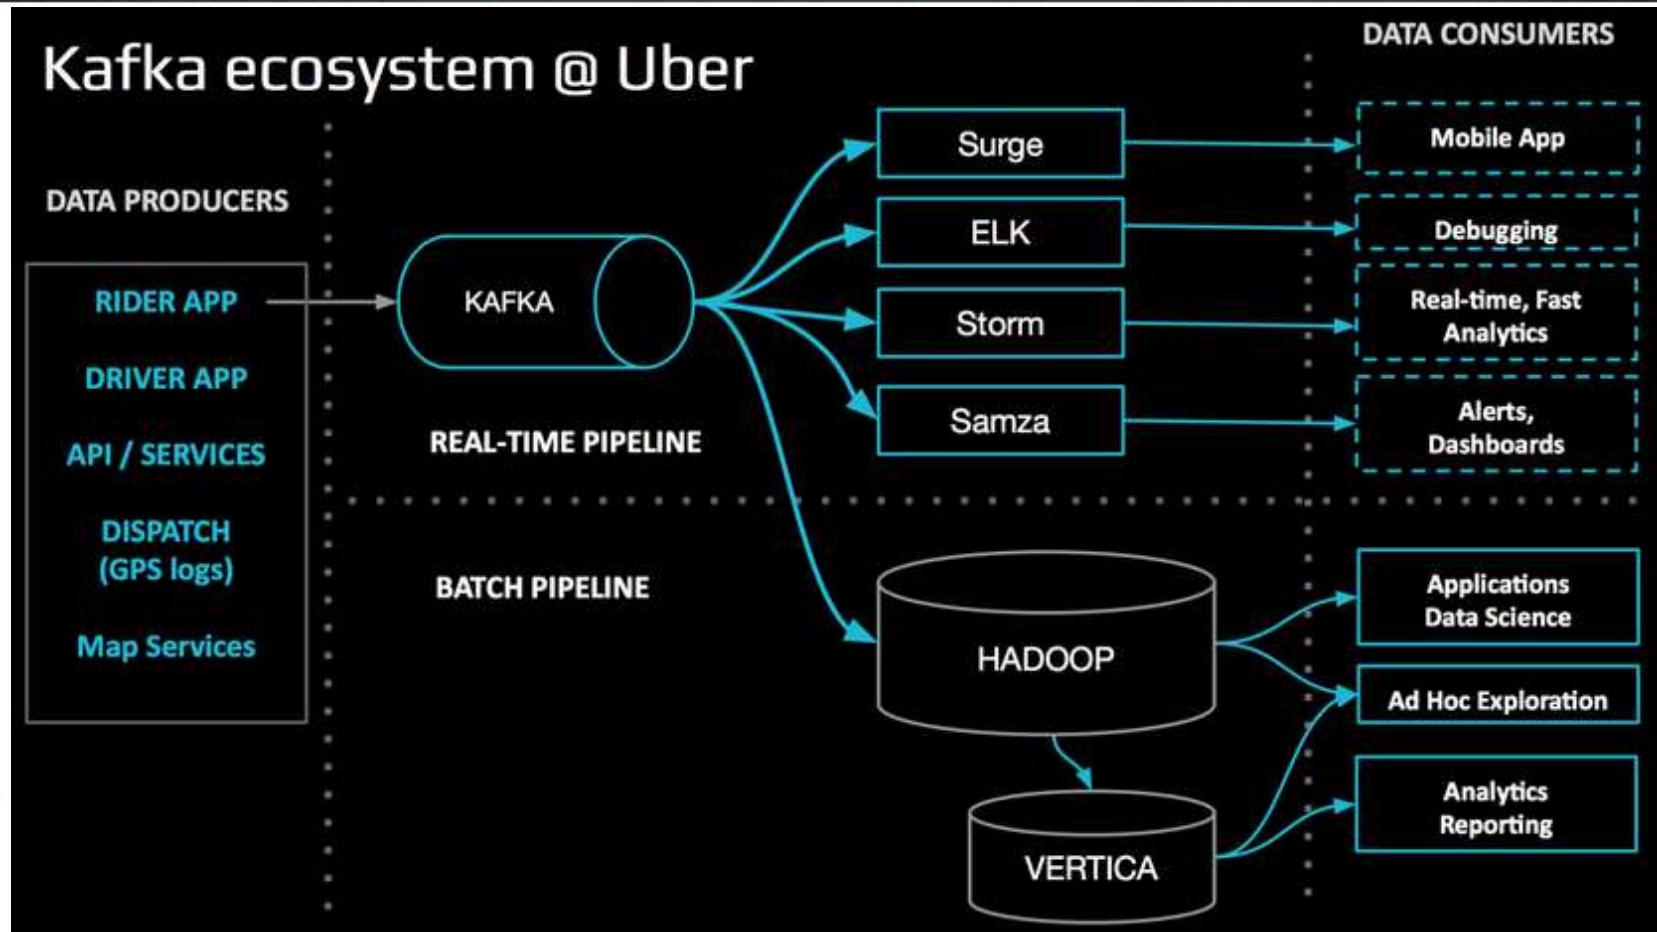 Kafka ecosystem @ Uber
DATA PRODUCERS
RIDER APP
DRIVER APP
API / SERVICES
DISPATCH
(GPS logs)
Map Services
KAFKA
REAL-TIME PIPELINE
BATCH PIPELINE
Surge
ELK
Storm
Samza
HADOOP
VERTICA
DATA CONSUMERS
Mobile App
Debugging
Real-time, Fast
Analytics
Alerts,
Dashboards
Applications
Data Science
Ad Hoc Exploration
Analytics
Reporting